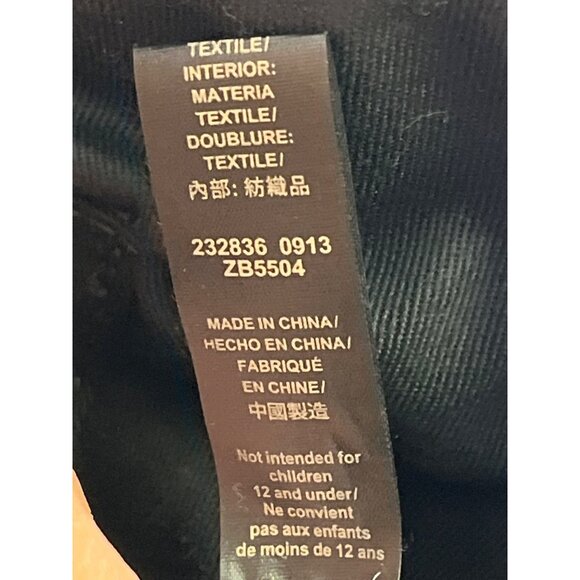 TEXTILE/
INTERIOR:
MATERIA
TEXTILE/
DOUBLURE:
TEXTILE/
內部: 紡織品
232836 0913
ZB5504
MADE IN CHINA/
HECHO EN CHINA/
FABRIQUÉ
EN CHINE/
中國製造
Not intended for
children
12 and under/
Ne convient
pas aux enfants
de moins de 12 ans